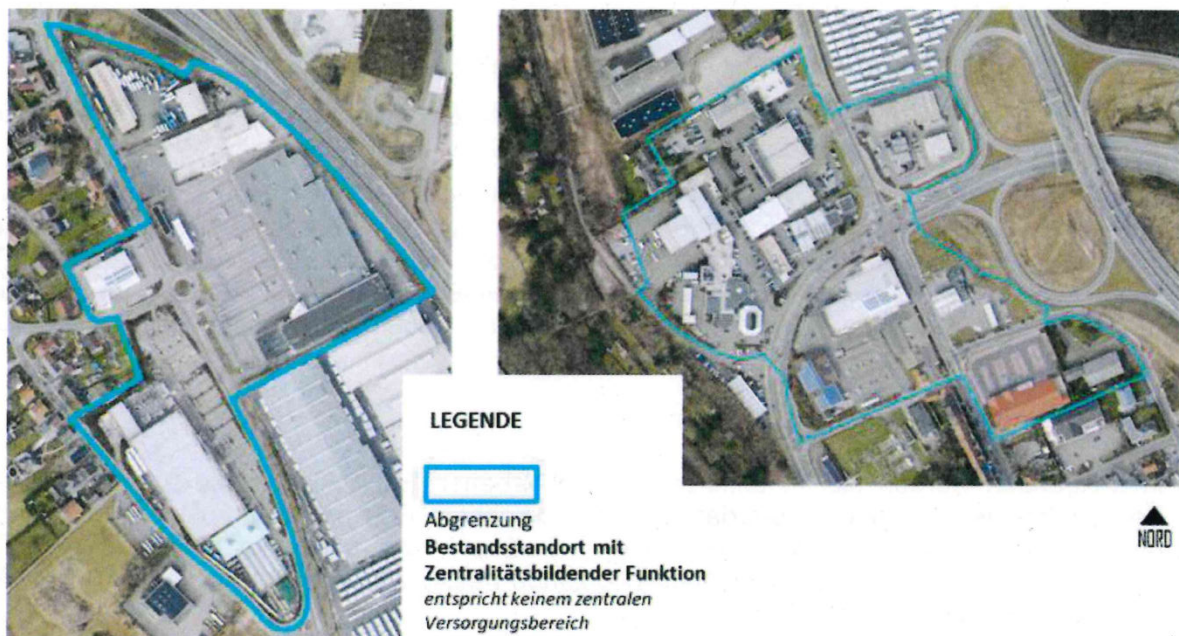 LEGENDE
Abgrenzung
Bestandsstandort mit
Zentralitätsbildender Funktion
entspricht keinem zentralen
Versorgungsbereich
NORD